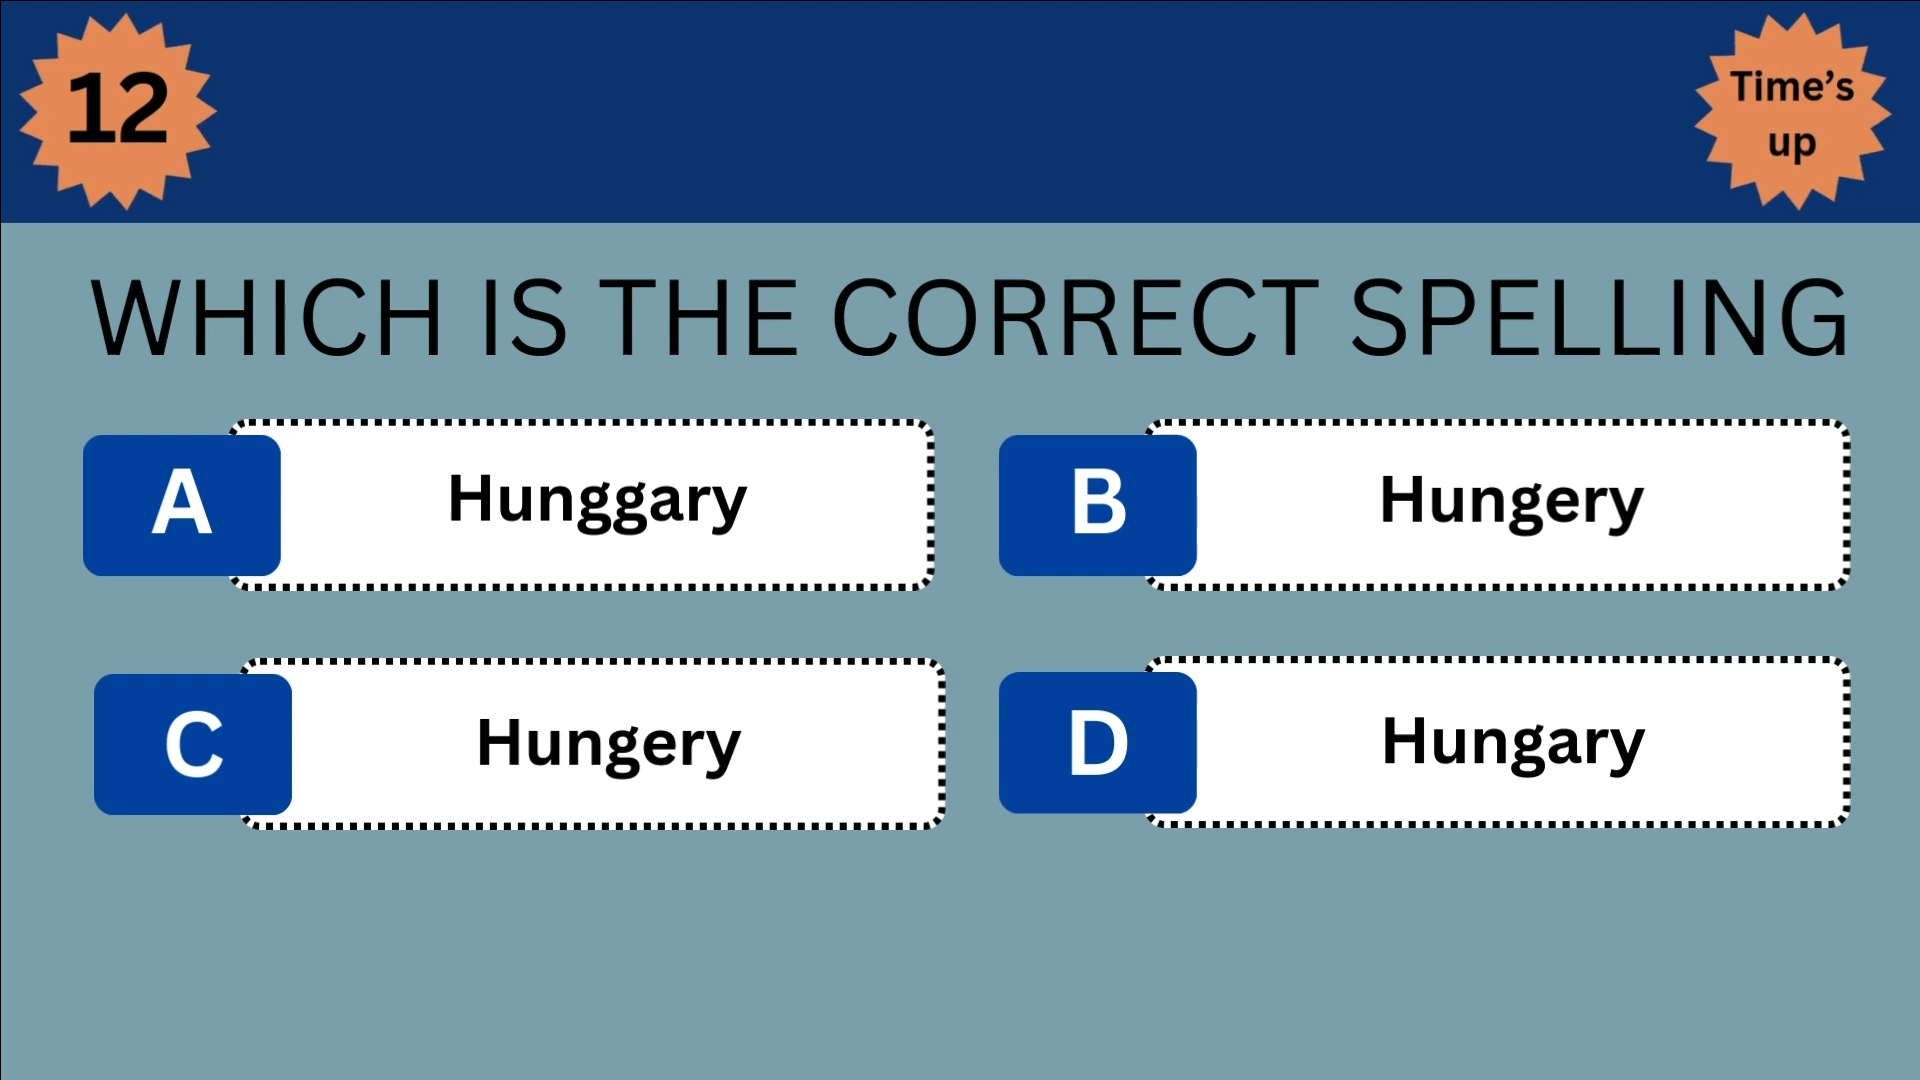 12
Time’s
up
WHICH IS THE CORRECT SPELLING
A Hunggary
B Hungery
C Hungery
D Hungary